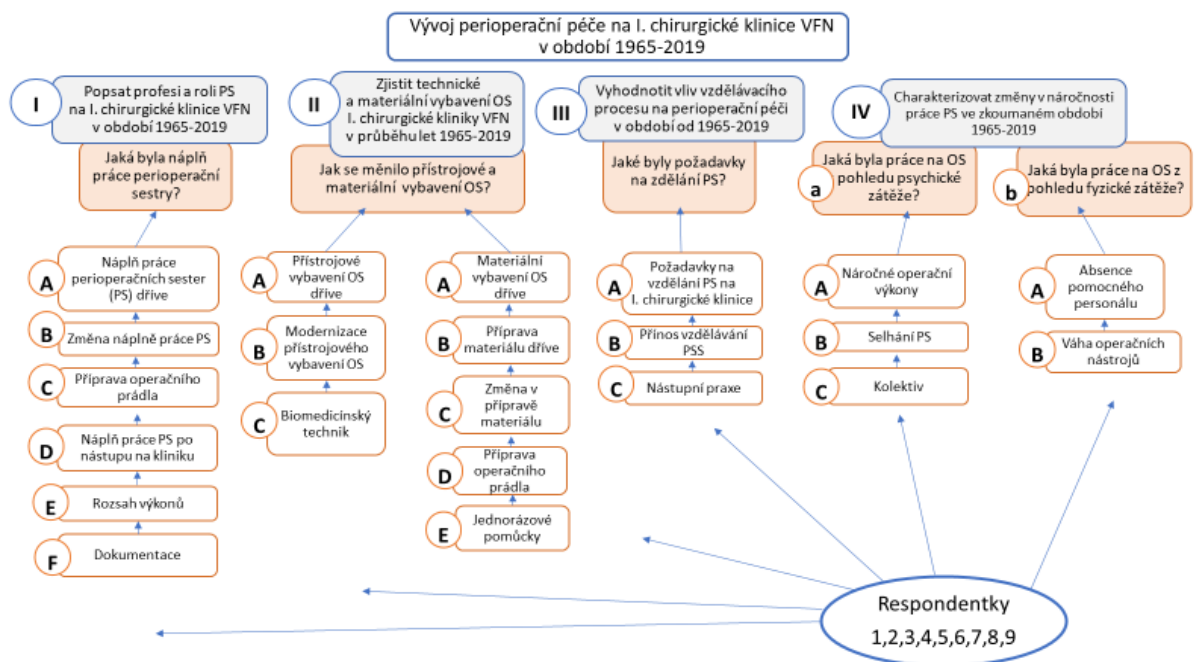 Vývoj perioperační péče na I. chirurgické klinice VFN
v období 1965-2019
I
Popsat profesi a roli PS
na I. chirurgické klinice VFN
v období 1965-2019
II
Zjistit technické
a materiální vybavení OS
I. chirurgické kliniky VFN
v průběhu let 1965-2019
III
Vyhodnotit vliv vzdělávacího
procesu na perioperační péči
v období od 1965-2019
IV
Charakterizovat změny v náročnosti
práce PS ve zkoumaném období
1965-2019
Jaká byla náplň
práce perioperační
sestry?
Jak se měnilo přístrojové a
materiální vybavení OS?
Jaké byly požadavky
na zdělání PS?
a
Jaká byla práce na OS
pohledu psychické
zátěže?
b
Jaká byla práce na OS z
pohledu fyzické zátěže?
A
Náplň práce
perioperačních sester
(PS) dříve
B
Změna náplně práce PS
C
Příprava operačního
prádla
D
Náplň práce PS po
nástupu na kliniku
E
Rozsah výkonů
F
Dokumentace
A
Přístrojové
vybavení OS
dříve
B
Modernizace
přístrojového
vybavení OS
C
Biomedicínský
technik
A
Materiální
vybavení OS
dříve
B
Příprava
materiálu dříve
C
Změna v
přípravě
materiálu
D
Příprava
operačního
prádla
E
Jednorázové
pomůcky
A
Požadavky na
vzdělání PS na
I. chirurgické klinice
B
Přínos vzdělávání
PSS
C
Nástupní praxe
A
Náročné operační
výkony
B
Selhání PS
C
Kolektiv
A
Absence
pomocného
personálu
B
Váha operačních
nástrojů
Respondentky
1,2,3,4,5,6,7,8,9